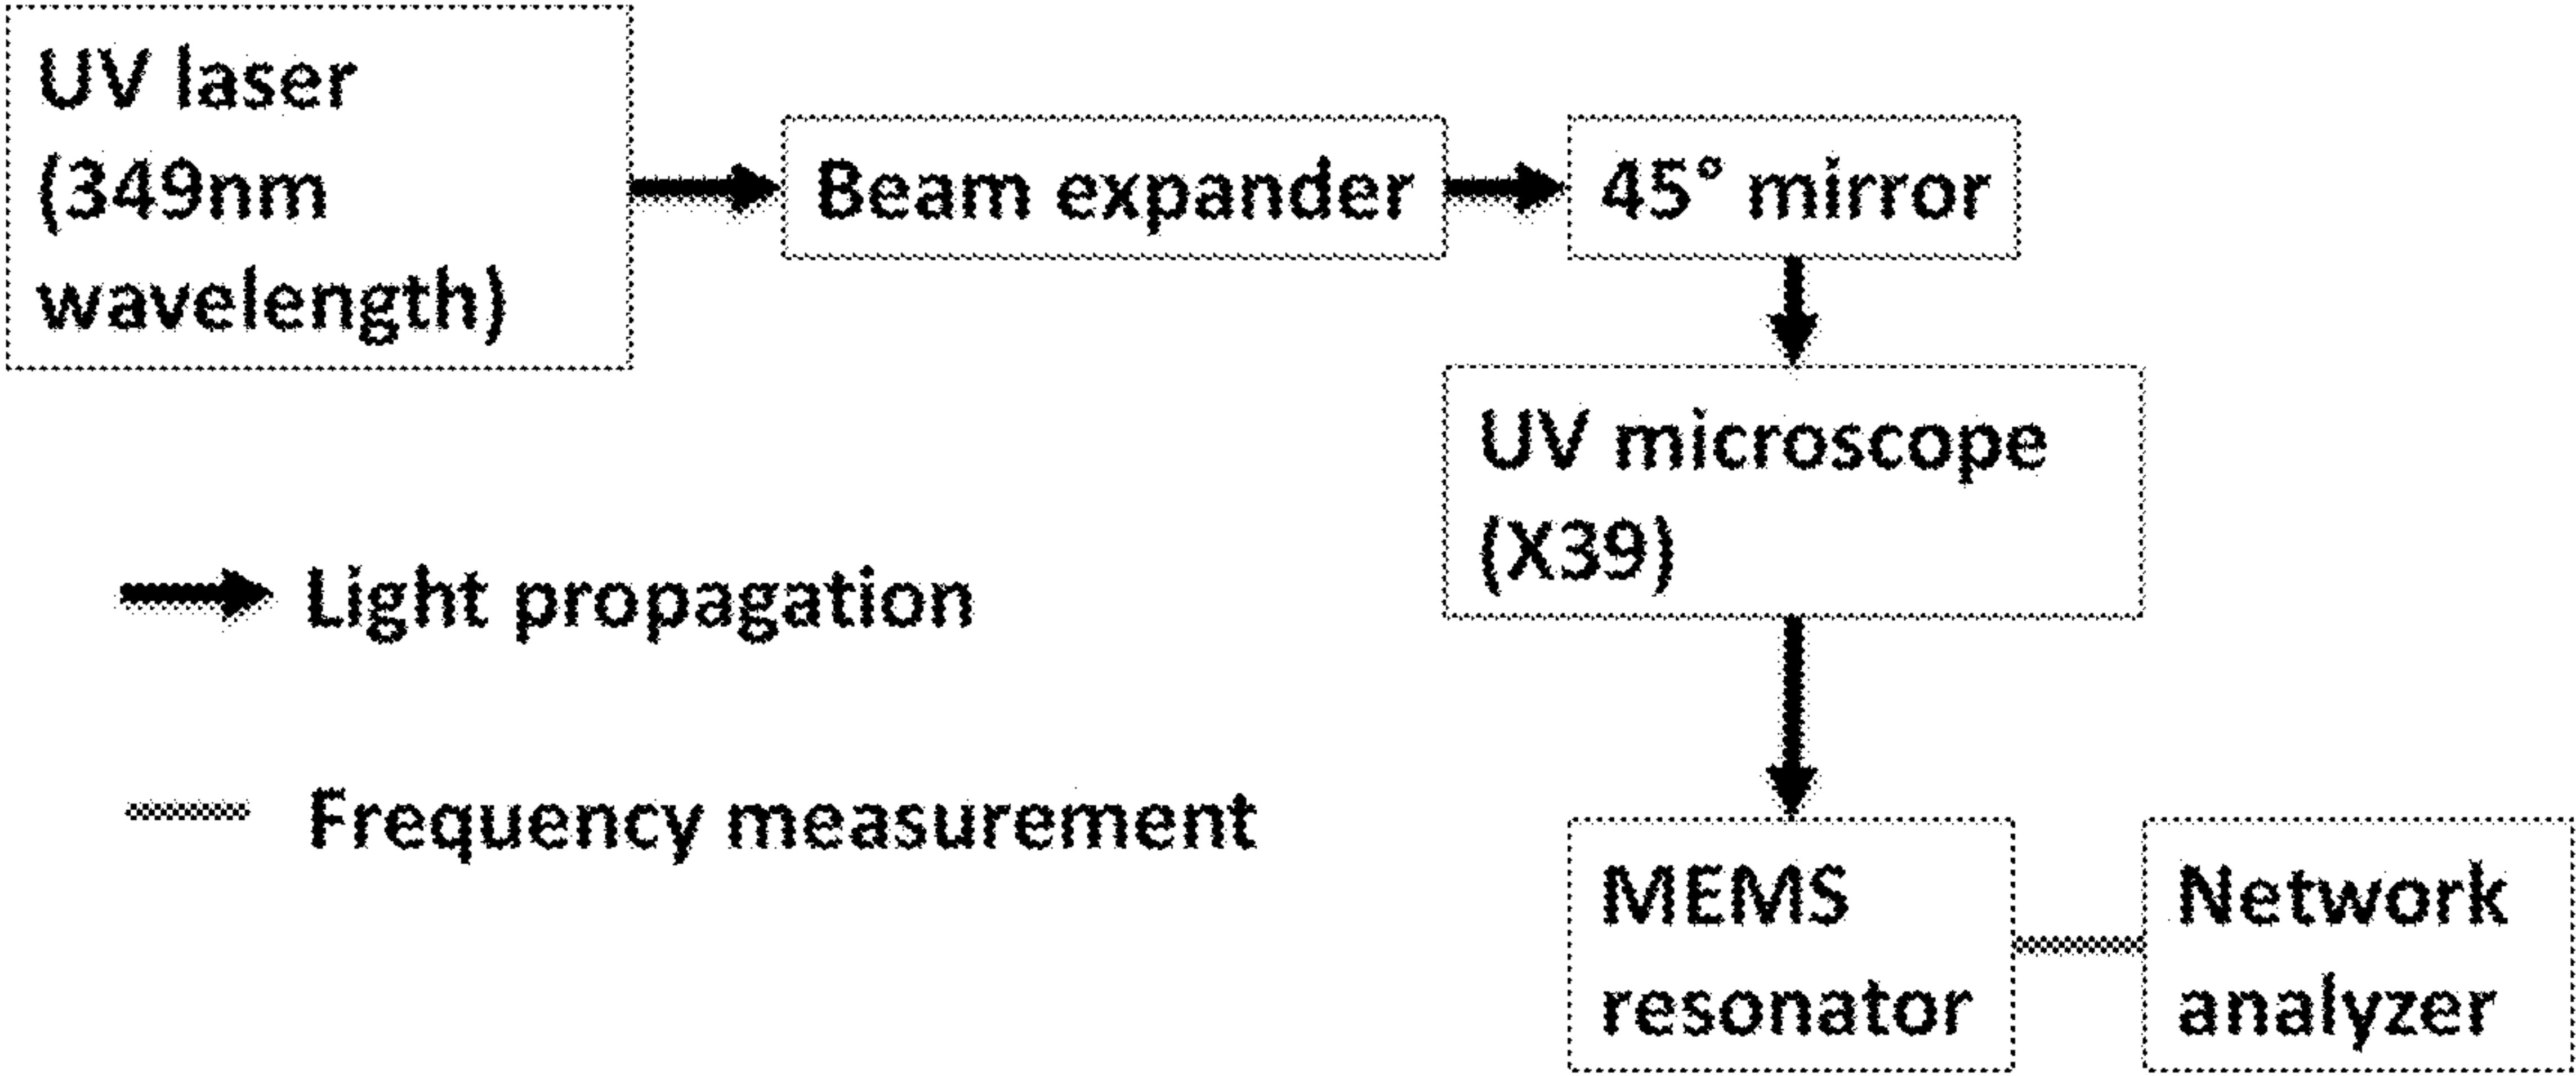 UV laser
(349nm
wavelength)
Beam expander
45° mirror
UV microscope
(X39)
Light propagation
Frequency measurement
MEMS
resonator
Network
analyzer